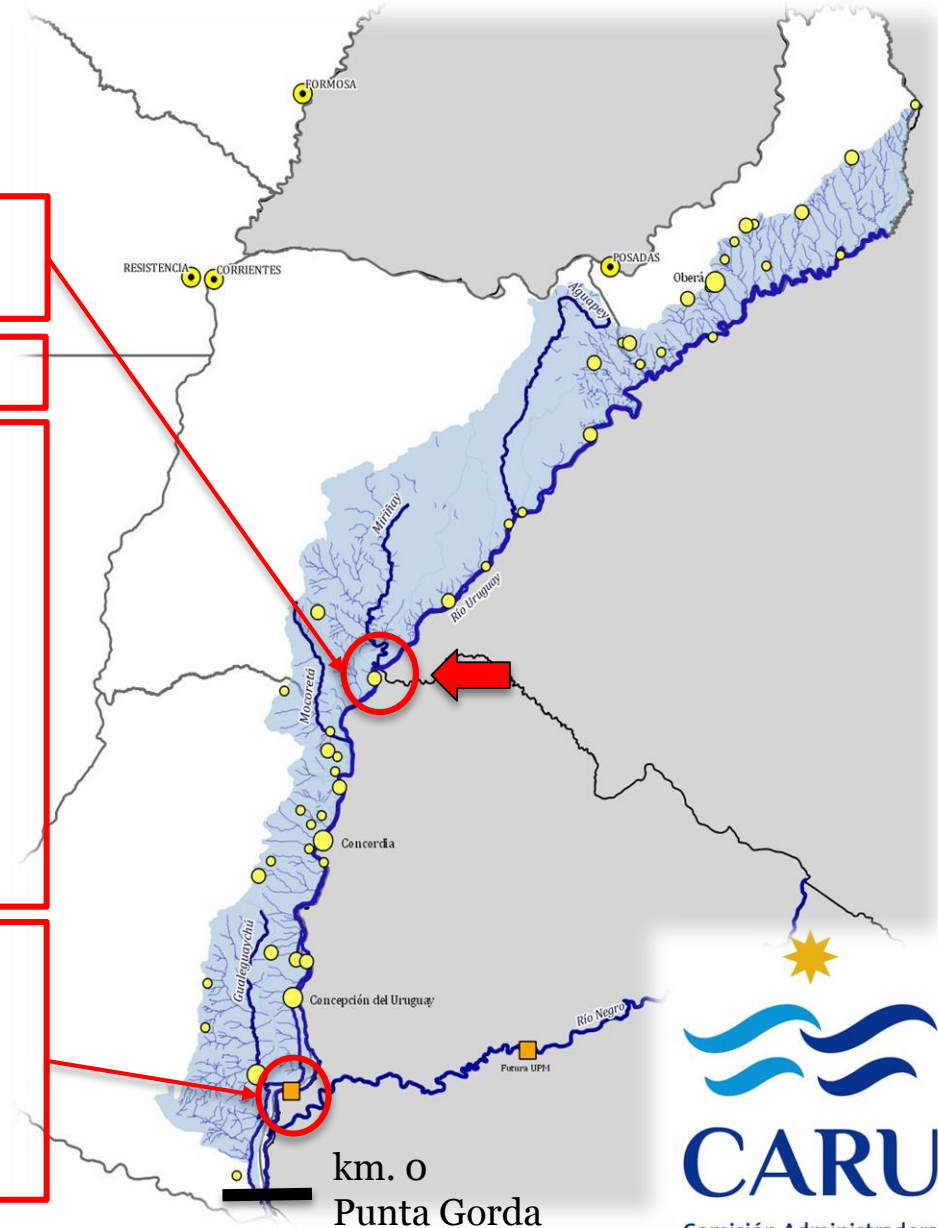 FORMOSA
RESISTENCIA
CORRIENTES
POSADAS
Oberá
Aguapey
Miriñay
Río Uruguay
Mocoretá
Concordia
Gualeguaychú
Concepción del Uruguay
Río Negro
Futura UPM
km. 0
Punta Gorda
CARU
Comisión Administradora